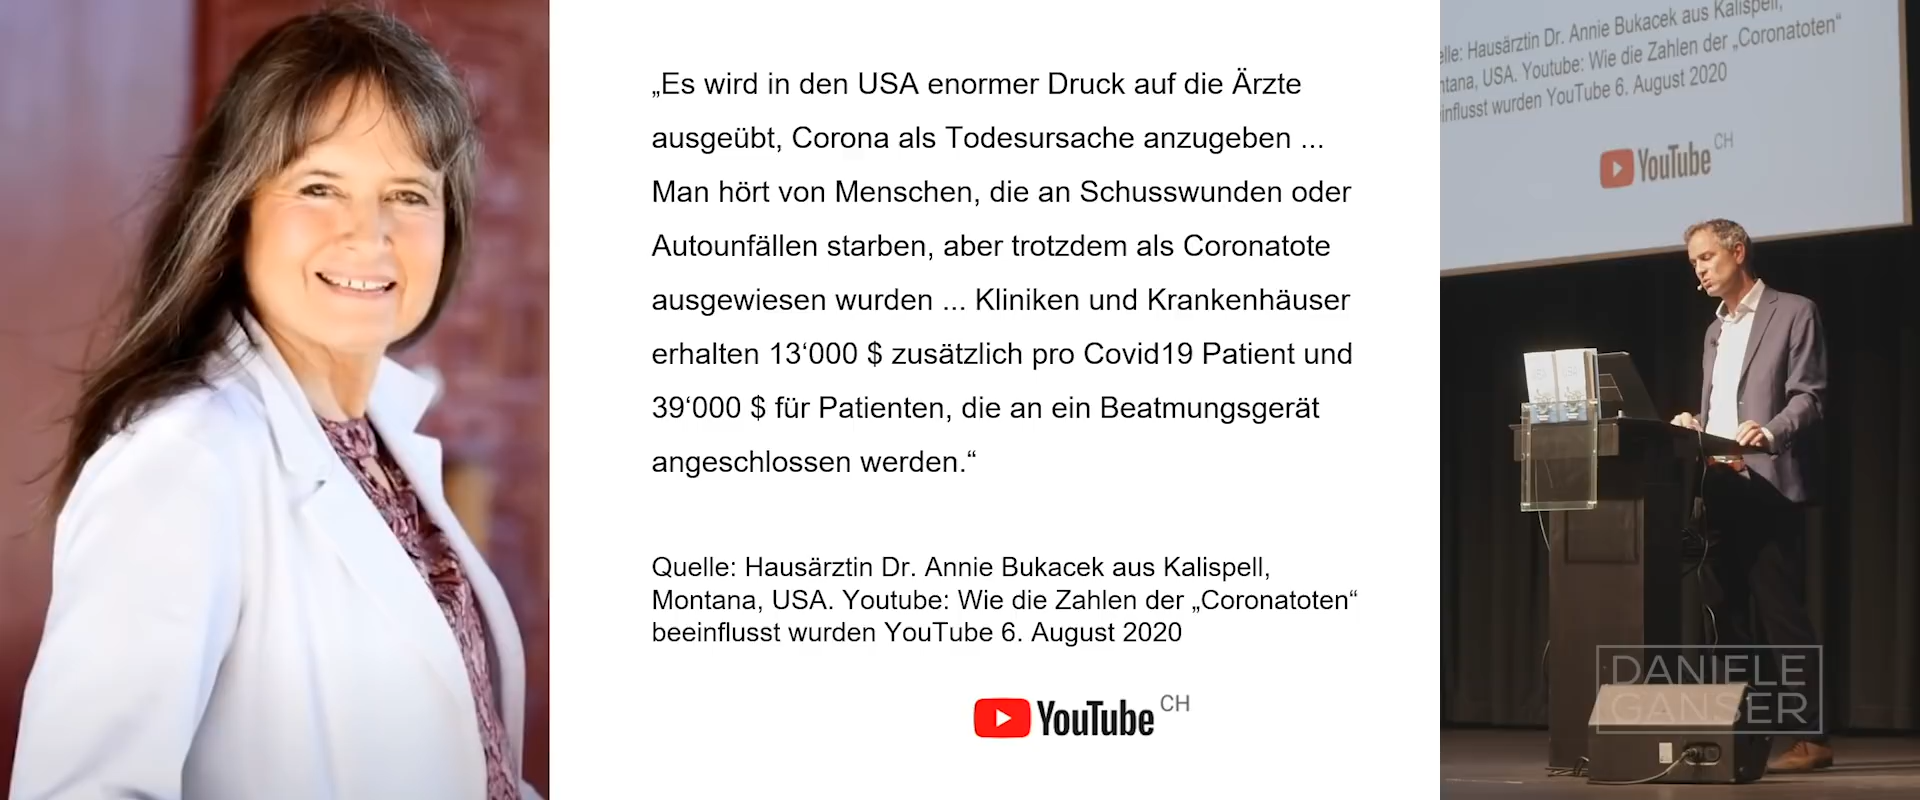 „Es wird in den USA enormer Druck auf die Ärzte
ausgeübt, Corona als Todesursache anzugeben ...
Man hört von Menschen, die an Schusswunden oder
Autounfällen starben, aber trotzdem als Coronatote
ausgewiesen wurden ... Kliniken und Krankenhäuser
erhalten 13‘000 $ zusätzlich pro Covid19 Patient und
39‘000 $ für Patienten, die an ein Beatmungsgerät
angeschlossen werden.“
Quelle: Hausärztin Dr. Annie Bukacek aus Kalispell,
Montana, USA. Youtube: Wie die Zahlen der „Coronatoten“
beeinflusst wurden YouTube 6. August 2020
YouTube CH
elle: Hausärztin Dr. Annie Bukacek aus Kalispell,
ntana, USA. Youtube: Wie die Zahlen der „Coronatoten“
influsst wurden YouTube 6. August 2020
YouTube CH
DANIELE
GANSER